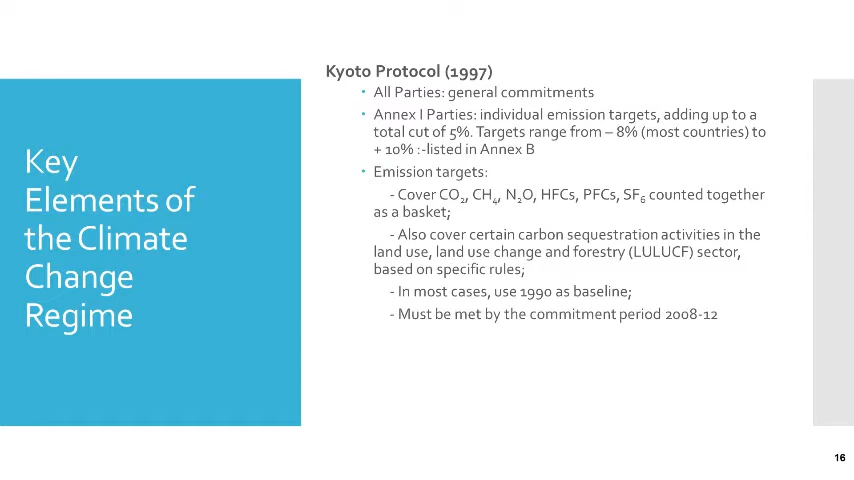 Key
Elements of
the Climate
Change
Regime
Kyoto Protocol (1997)
• All Parties: general commitments
• Annex I Parties: individual emission targets, adding up to a
total cut of 5%. Targets range from – 8% (most countries) to
+ 10% :-listed in Annex B
• Emission targets:
- Cover CO₂, CH₄, N₂O, HFCs, PFCs, SF₆ counted together
as a basket;
- Also cover certain carbon sequestration activities in the
land use, land use change and forestry (LULUCF) sector,
based on specific rules;
- In most cases, use 1990 as baseline;
- Must be met by the commitment period 2008-12
16